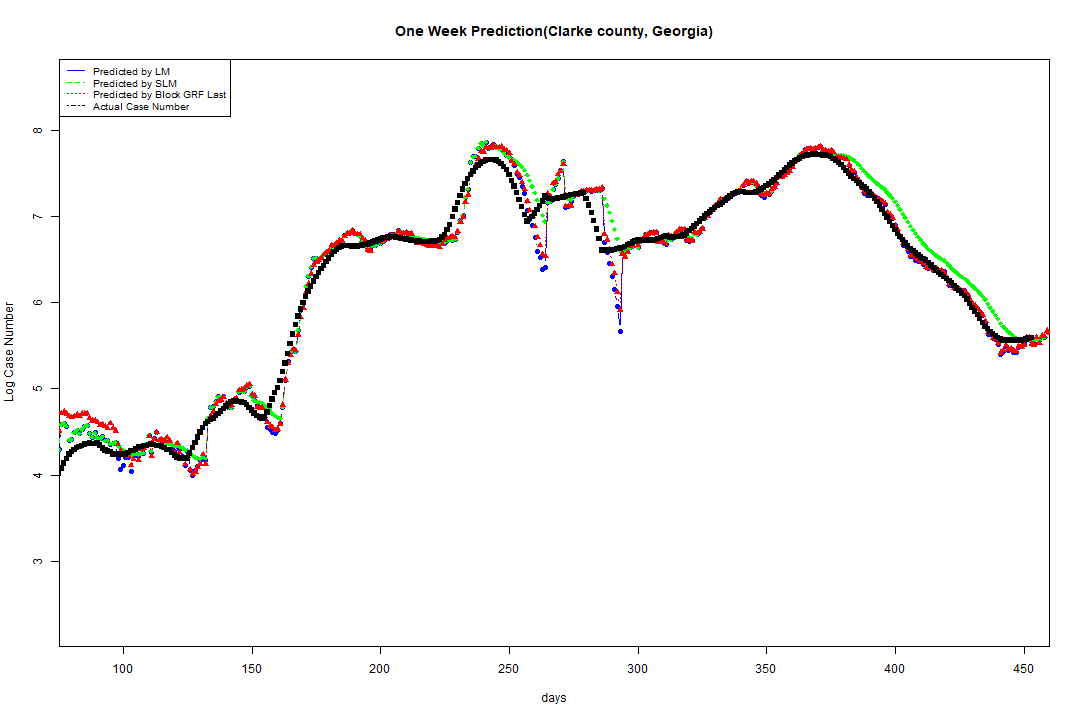 One Week Prediction(Clarke county, Georgia)
Predicted by LM
Predicted by SLM
Predicted by Block GRF Last
Actual Case Number
8
7
6
5
4
3
Log Case Number
100 150 200 250 300 350 400 450
days